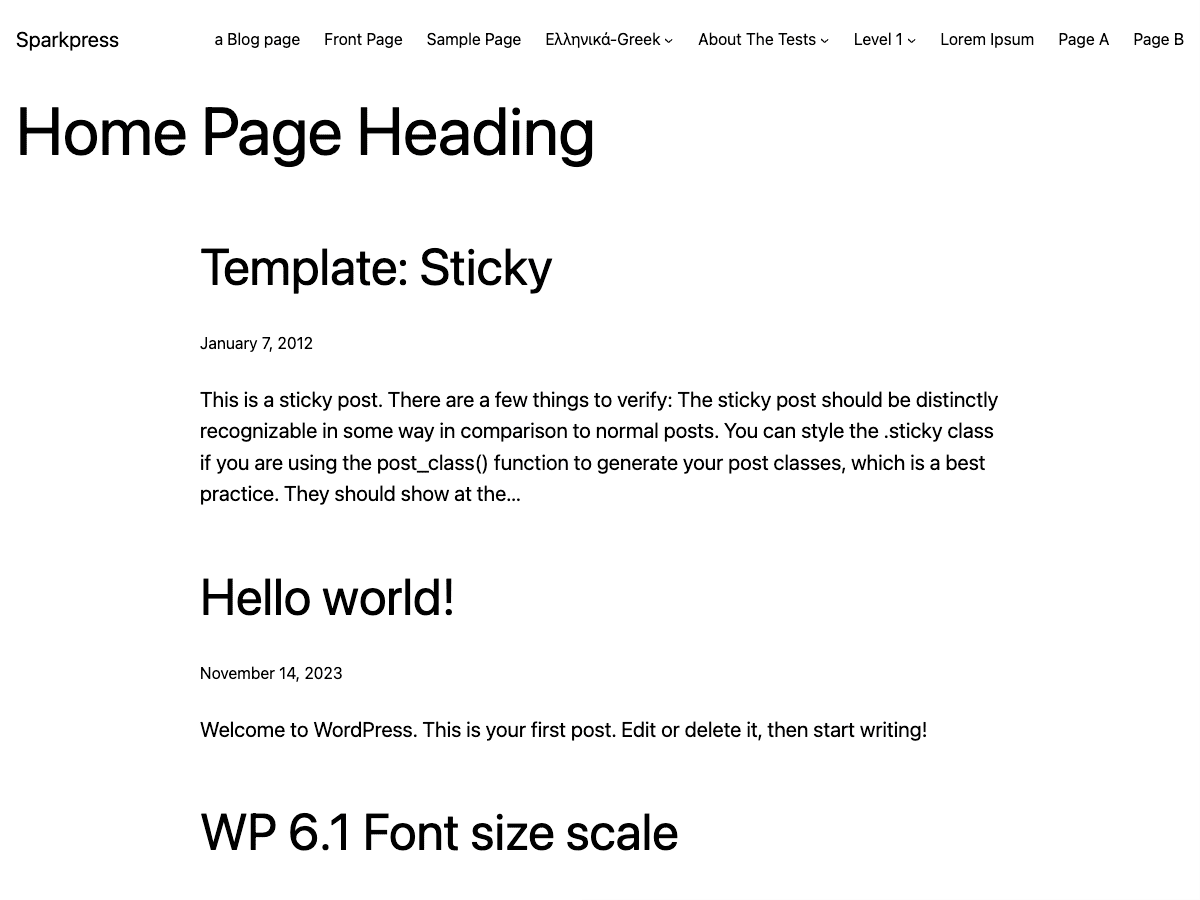 Sparkpress
a Blog page
Front Page
Sample Page
Ελληνικά-Greek
About The Tests
Level 1
Lorem Ipsum
Page A
Page B
Home Page Heading
Template: Sticky
January 7, 2012
This is a sticky post. There are a few things to verify: The sticky post should be distinctly
recognizable in some way in comparison to normal posts. You can style the .sticky class
if you are using the post_class() function to generate your post classes, which is a best
practice. They should show at the…
Hello world!
November 14, 2023
Welcome to WordPress. This is your first post. Edit or delete it, then start writing!
WP 6.1 Font size scale